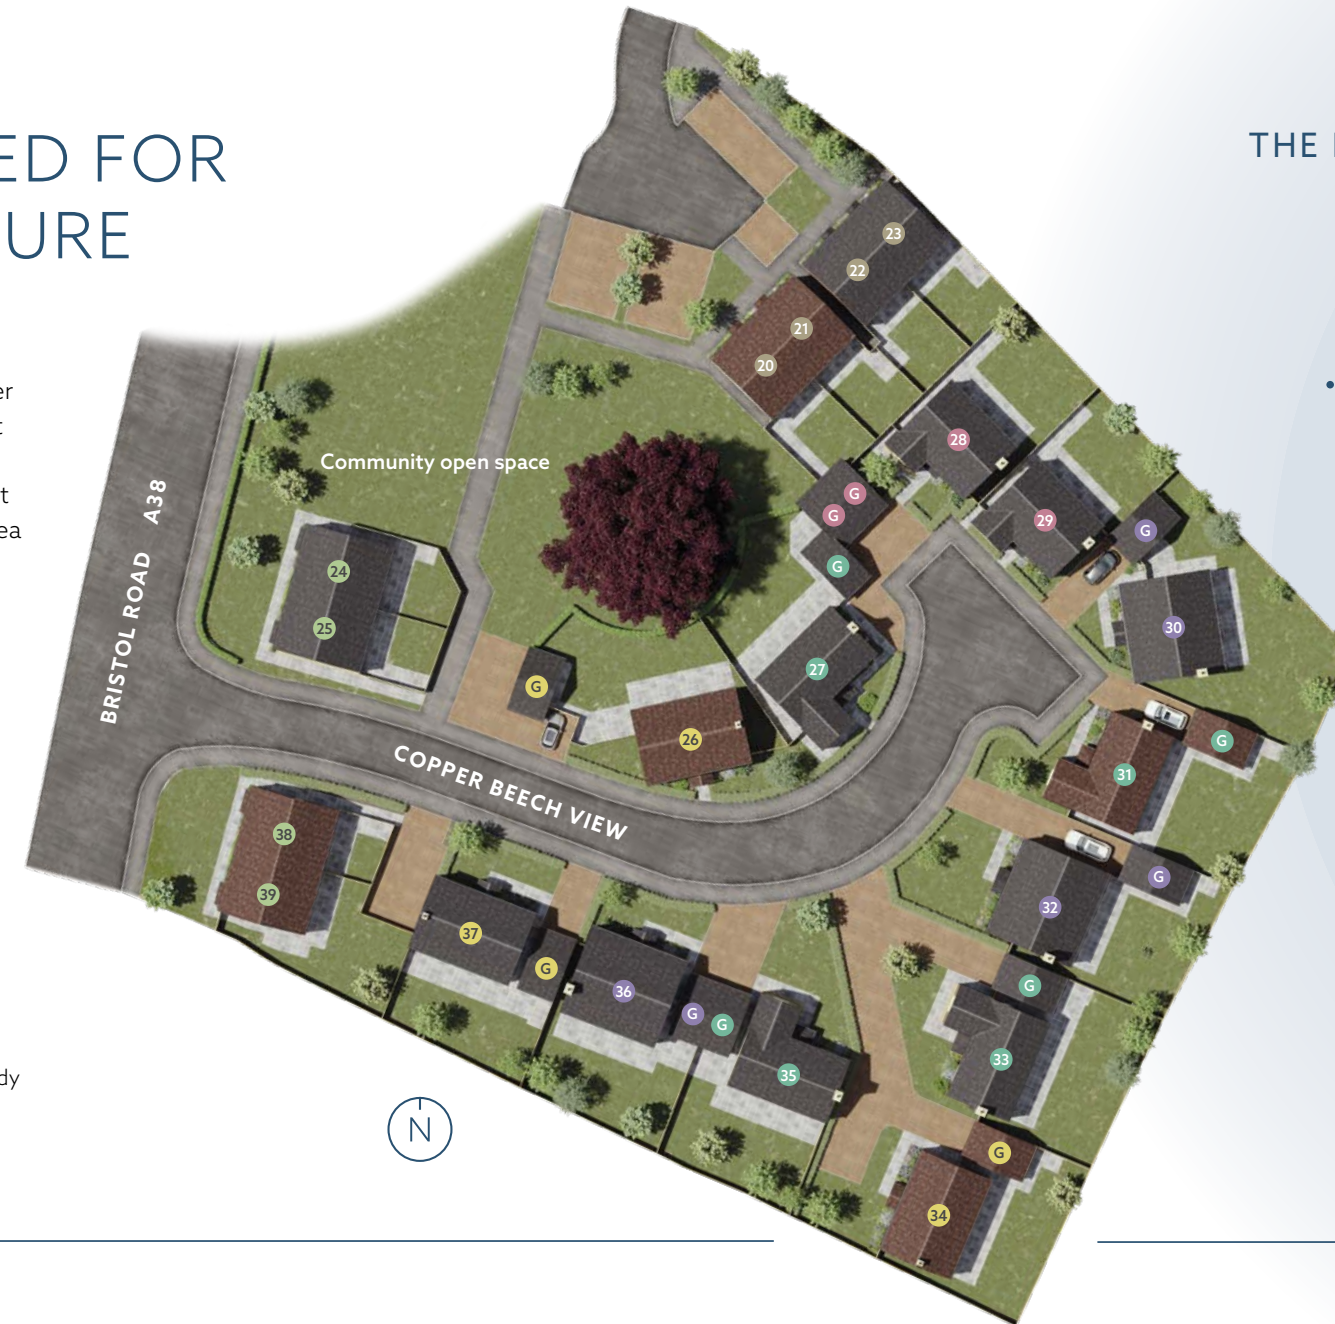 ED FOR
URE
THE
er
t
t
ea
dy
Community open space
BRISTOL ROAD A38
COPPER BEECH VIEW
23
22
21
20
28
G
G
29
G
G
24
25
30
27
G
26
G
31
38
39
G
32
37
G
36
G
G
G
33
35
G
34
N